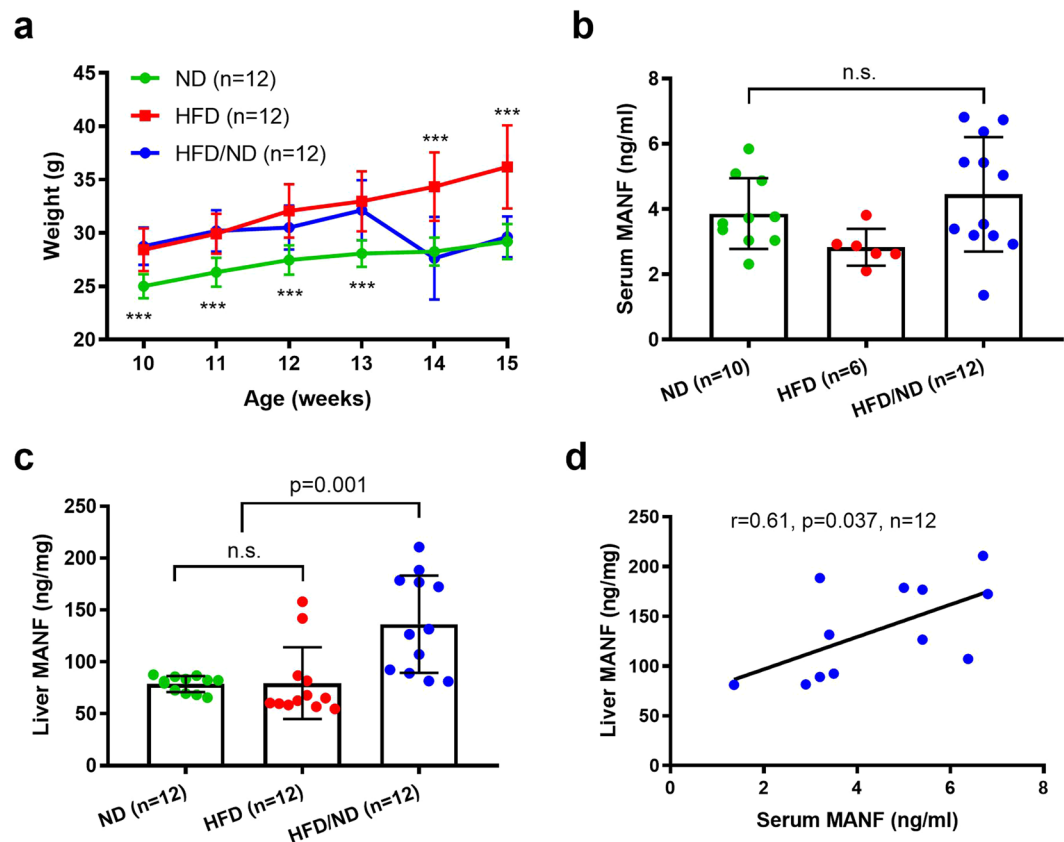 a
ND (n=12)
HFD (n=12)
HFD/ND (n=12)
Weight (g)
45
40
35
30
25
20
***
***
***
***
***
***
10 11 12 13 14 15
Age (weeks)
b
n.s.
Serum MANF (ng/ml)
8
6
4
2
0
ND (n=10)
HFD (n=6)
HFD/ND (n=12)
c
p=0.001
n.s.
Liver MANF (ng/mg)
250
200
150
100
50
0
ND (n=12)
HFD (n=12)
HFD/ND (n=12)
d
r=0.61, p=0.037, n=12
Liver MANF (ng/mg)
250
200
150
100
50
0
0 2 4 6 8
Serum MANF (ng/ml)